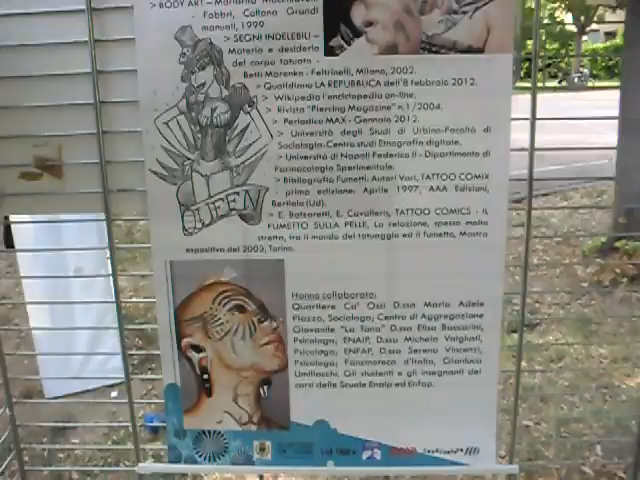 > BODY ART – Marianna Macchiavelli
- Fabbri, Collana Grandi
manuali, 1999
> SEGNI INDELEBILI –
Materia e desiderio
del corpo tatuato -
Betti Marenko - Feltrinelli, Milano, 2002.
> Quotidiano LA REPUBBLICA dell'8 febbraio 2012.
> Wikipedia l'enciclopedia on-line.
> Rivista "Piercing Magazine" n.1/2004.
> Periodico MAX - Gennaio 2012.
> Università degli Studi di Urbino-Facoltà di
Sociologia-Centro studi Etnografia digitale.
> Università di Napoli Federico II - Dipartimento di
Farmacologia Sperimentale.
> Bibliografia Fumetti: Autori Vari, TATTOO COMIX
- prima edizione: Aprile 1997, AAA Edizioni,
Bertiolo (Ud).
> E. Balzaretti, E. Cavalieri, TATTOO COMICS - IL
FUMETTO SULLA PELLE, La relazione, spesso molto
stretta, tra il mondo del tatuaggio ed il fumetto, Mostra
espositiva del 2003, Torino.
QUEEN
Hanno collaborato:
Quartiere Ca' Ossi D.ssa Maria Adele
Piazza, Sociologa; Centro di Aggregazione
Giovanile "La Tana" D.ssa Elisa Baccarini,
Psicologa; ENAIP, D.ssa Michela Valgiusti,
Psicologa; ENFAP, D.ssa Serena Vincenzi,
Psicologa; Fanzinoteca d'Italia, Gianluca
Umiliacchi, Gli studenti e gli insegnanti dei
corsi delle Scuole Enaip ed Enfap.